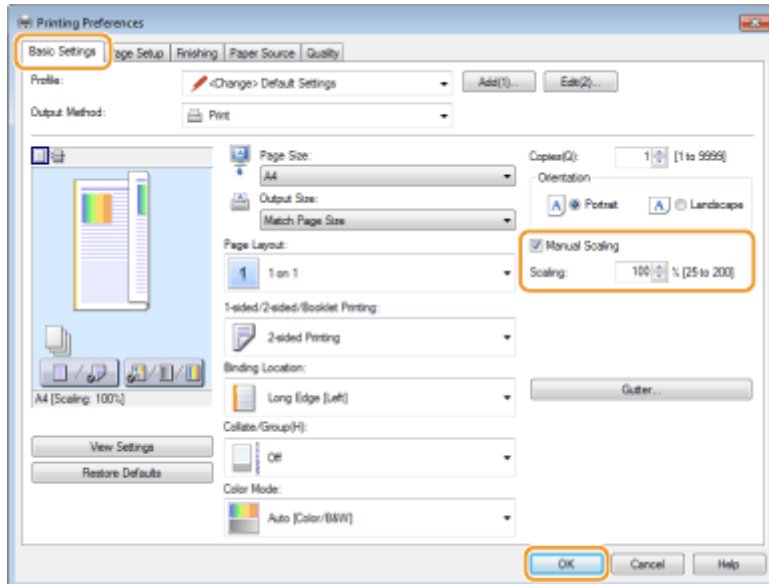 Printing Preferences
Basic Settings Page Setup Finishing Paper Source Quality
Profile: <Change> Default Settings Add(1)... Edit(2)...
Output Method: Print
Page Size: Copies(Q): 1 [1 to 9999]
A4 Orientation
Output Size: A Portrait A Landscape
Match Page Size
Page Layout: Manual Scaling
1 1 on 1 Scaling: 100 % [25 to 200]
1-sided/2-sided/Booklet Printing:
2-sided Printing
Binding Location:
A4 [Scaling: 100%] Long Edge [Left] Gutter...
Collate/Group(H):
View Settings Off
Restore Defaults
Color Mode:
Auto [Color/B&W]
OK Cancel Help